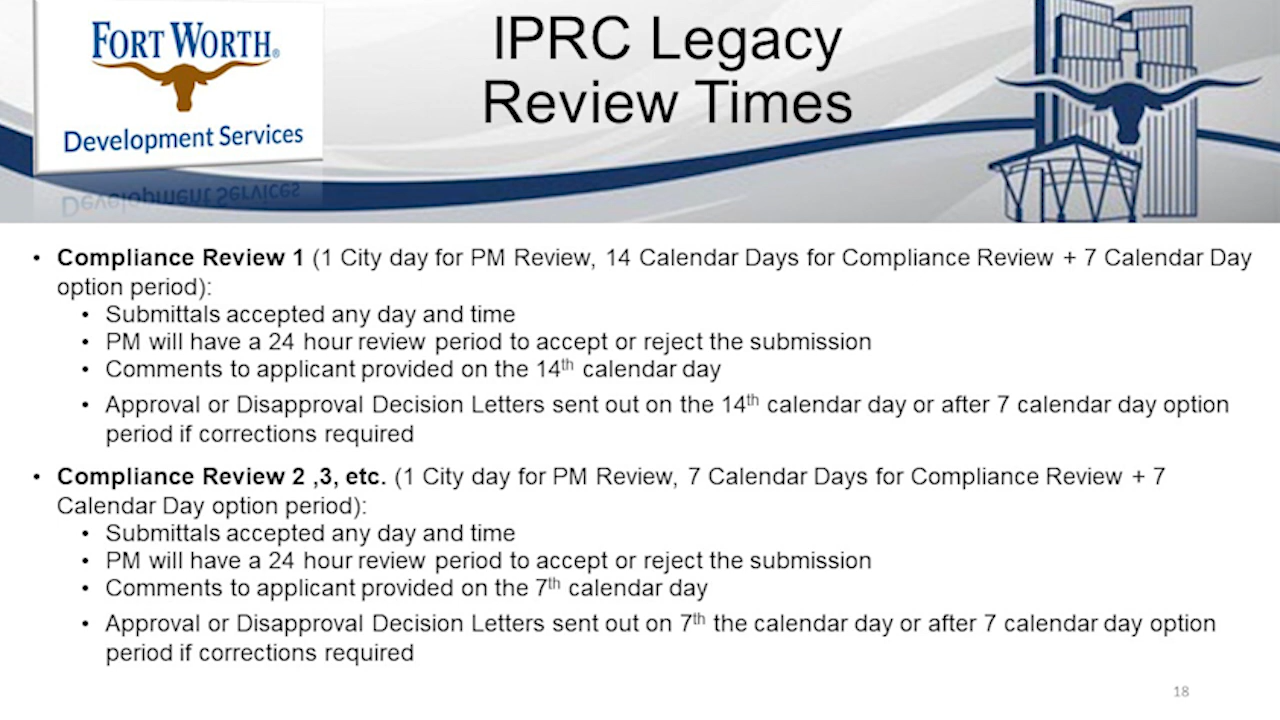 FORT WORTH®
Development Services
Development Services
IPRC Legacy
Review Times
• Compliance Review 1 (1 City day for PM Review, 14 Calendar Days for Compliance Review + 7 Calendar Day
option period):
• Submittals accepted any day and time
• PM will have a 24 hour review period to accept or reject the submission
• Comments to applicant provided on the 14th calendar day
• Approval or Disapproval Decision Letters sent out on the 14th calendar day or after 7 calendar day option
period if corrections required
• Compliance Review 2 ,3, etc. (1 City day for PM Review, 7 Calendar Days for Compliance Review + 7
Calendar Day option period):
• Submittals accepted any day and time
• PM will have a 24 hour review period to accept or reject the submission
• Comments to applicant provided on the 7th calendar day
• Approval or Disapproval Decision Letters sent out on 7th the calendar day or after 7 calendar day option
period if corrections required
18